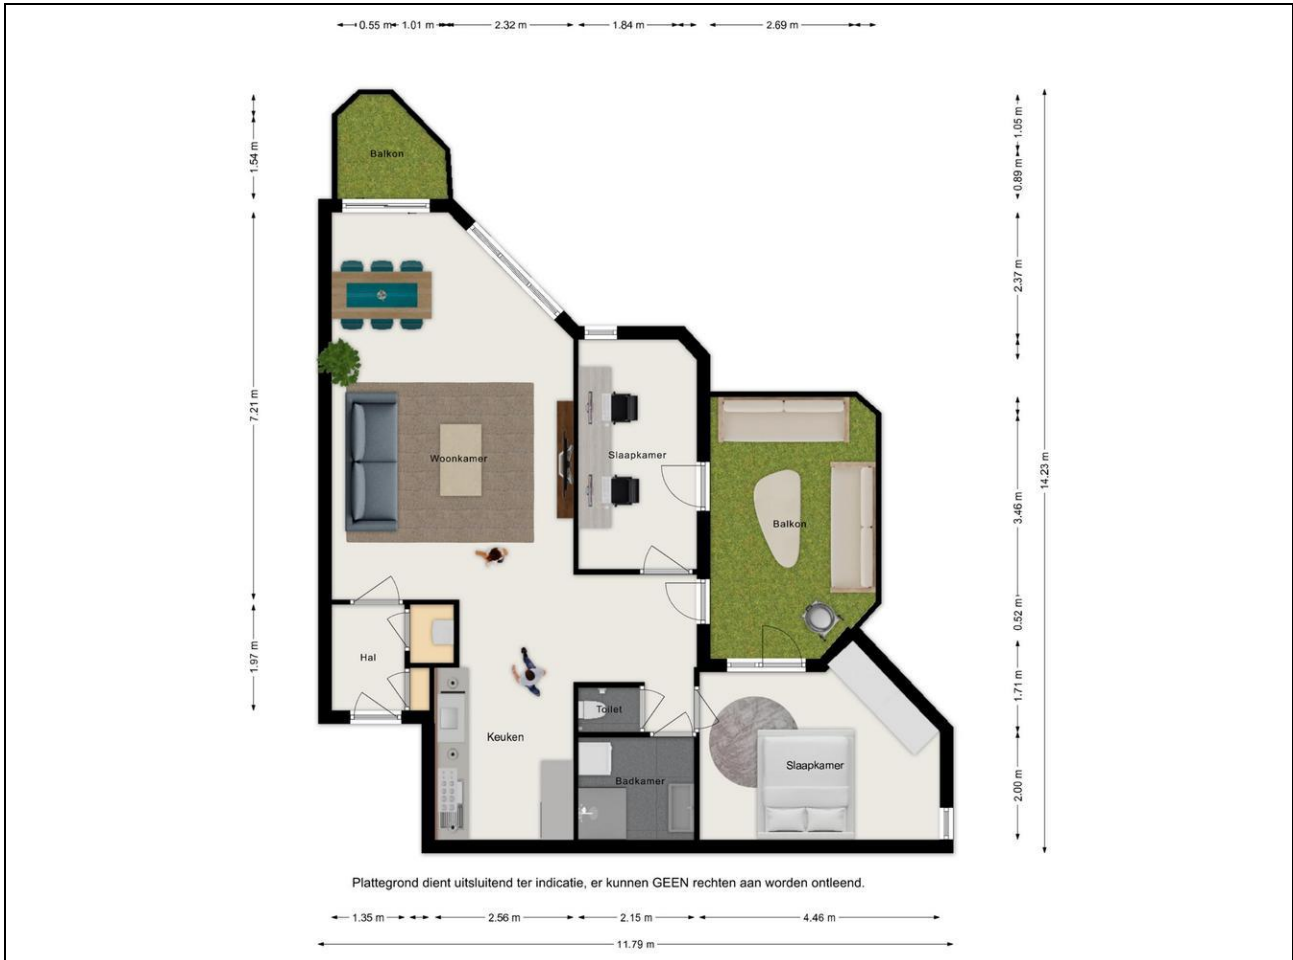 0.55 m 1.01 m 2.32 m 1.84 m 2.69 m
1.54 m
7.21 m
1.97 m
1.05 m
0.89 m
2.37 m
3.46 m
0.52 m
1.71 m
2.00 m
14.23 m
Balkon
Woonkamer
Slaapkamer
Balkon
Hal
Toilet
Keuken
Slaapkamer
Badkamer
Plattegrond dient uitsluitend ter indicatie, er kunnen GEEN rechten aan worden ontleend.
1.35 m 2.56 m 2.15 m 4.46 m
11.79 m